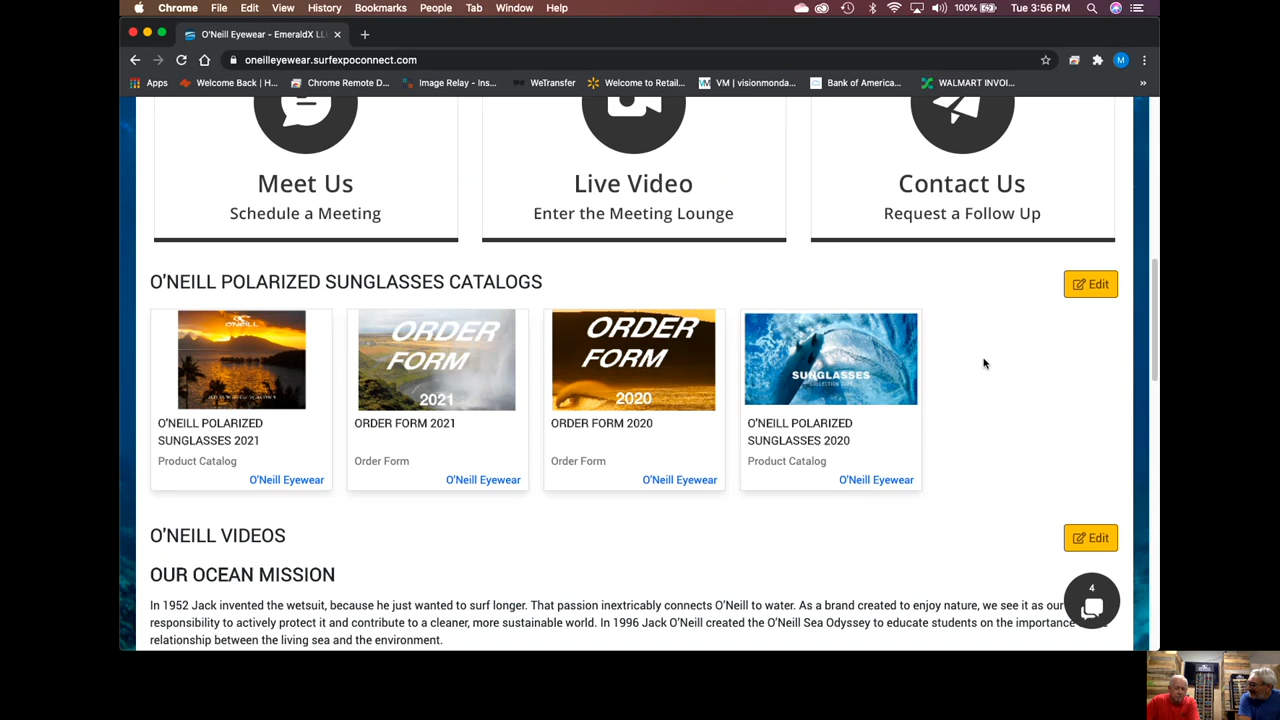 Chrome File Edit View History Bookmarks People Tab Window Help 100% Tue 3:56 PM
O'Neill Eyewear - EmeraldX LL
oneilleyewear.surfexpoconnect.com M
Apps Welcome Back | H... Chrome Remote D... Image Relay - Ins... we WeTransfer Welcome to Retail... VM VM | visionmonda... Bank of America... WALMART INVOI... »
Meet Us
Schedule a Meeting
Live Video
Enter the Meeting Lounge
Contact Us
Request a Follow Up
O'NEILL POLARIZED SUNGLASSES CATALOGS
Edit
O'NEILL
O'NEILL POLARIZED
SUNGLASSES 2021
Product Catalog
O'Neill Eyewear
ORDER
FORM
2021
ORDER FORM 2021
Order Form
O'Neill Eyewear
ORDER
FORM
2020
ORDER FORM 2020
Order Form
O'Neill Eyewear
SUNGLASSES
O'NEILL POLARIZED
SUNGLASSES 2020
Product Catalog
O'Neill Eyewear
O'NEILL VIDEOS
Edit
OUR OCEAN MISSION
In 1952 Jack invented the wetsuit, because he just wanted to surf longer. That passion inextricably connects O'Neill to water. As a brand created to enjoy nature, we see it as our
responsibility to actively protect it and contribute to a cleaner, more sustainable world. In 1996 Jack O'Neill created the O'Neill Sea Odyssey to educate students on the importance
relationship between the living sea and the environment.
4